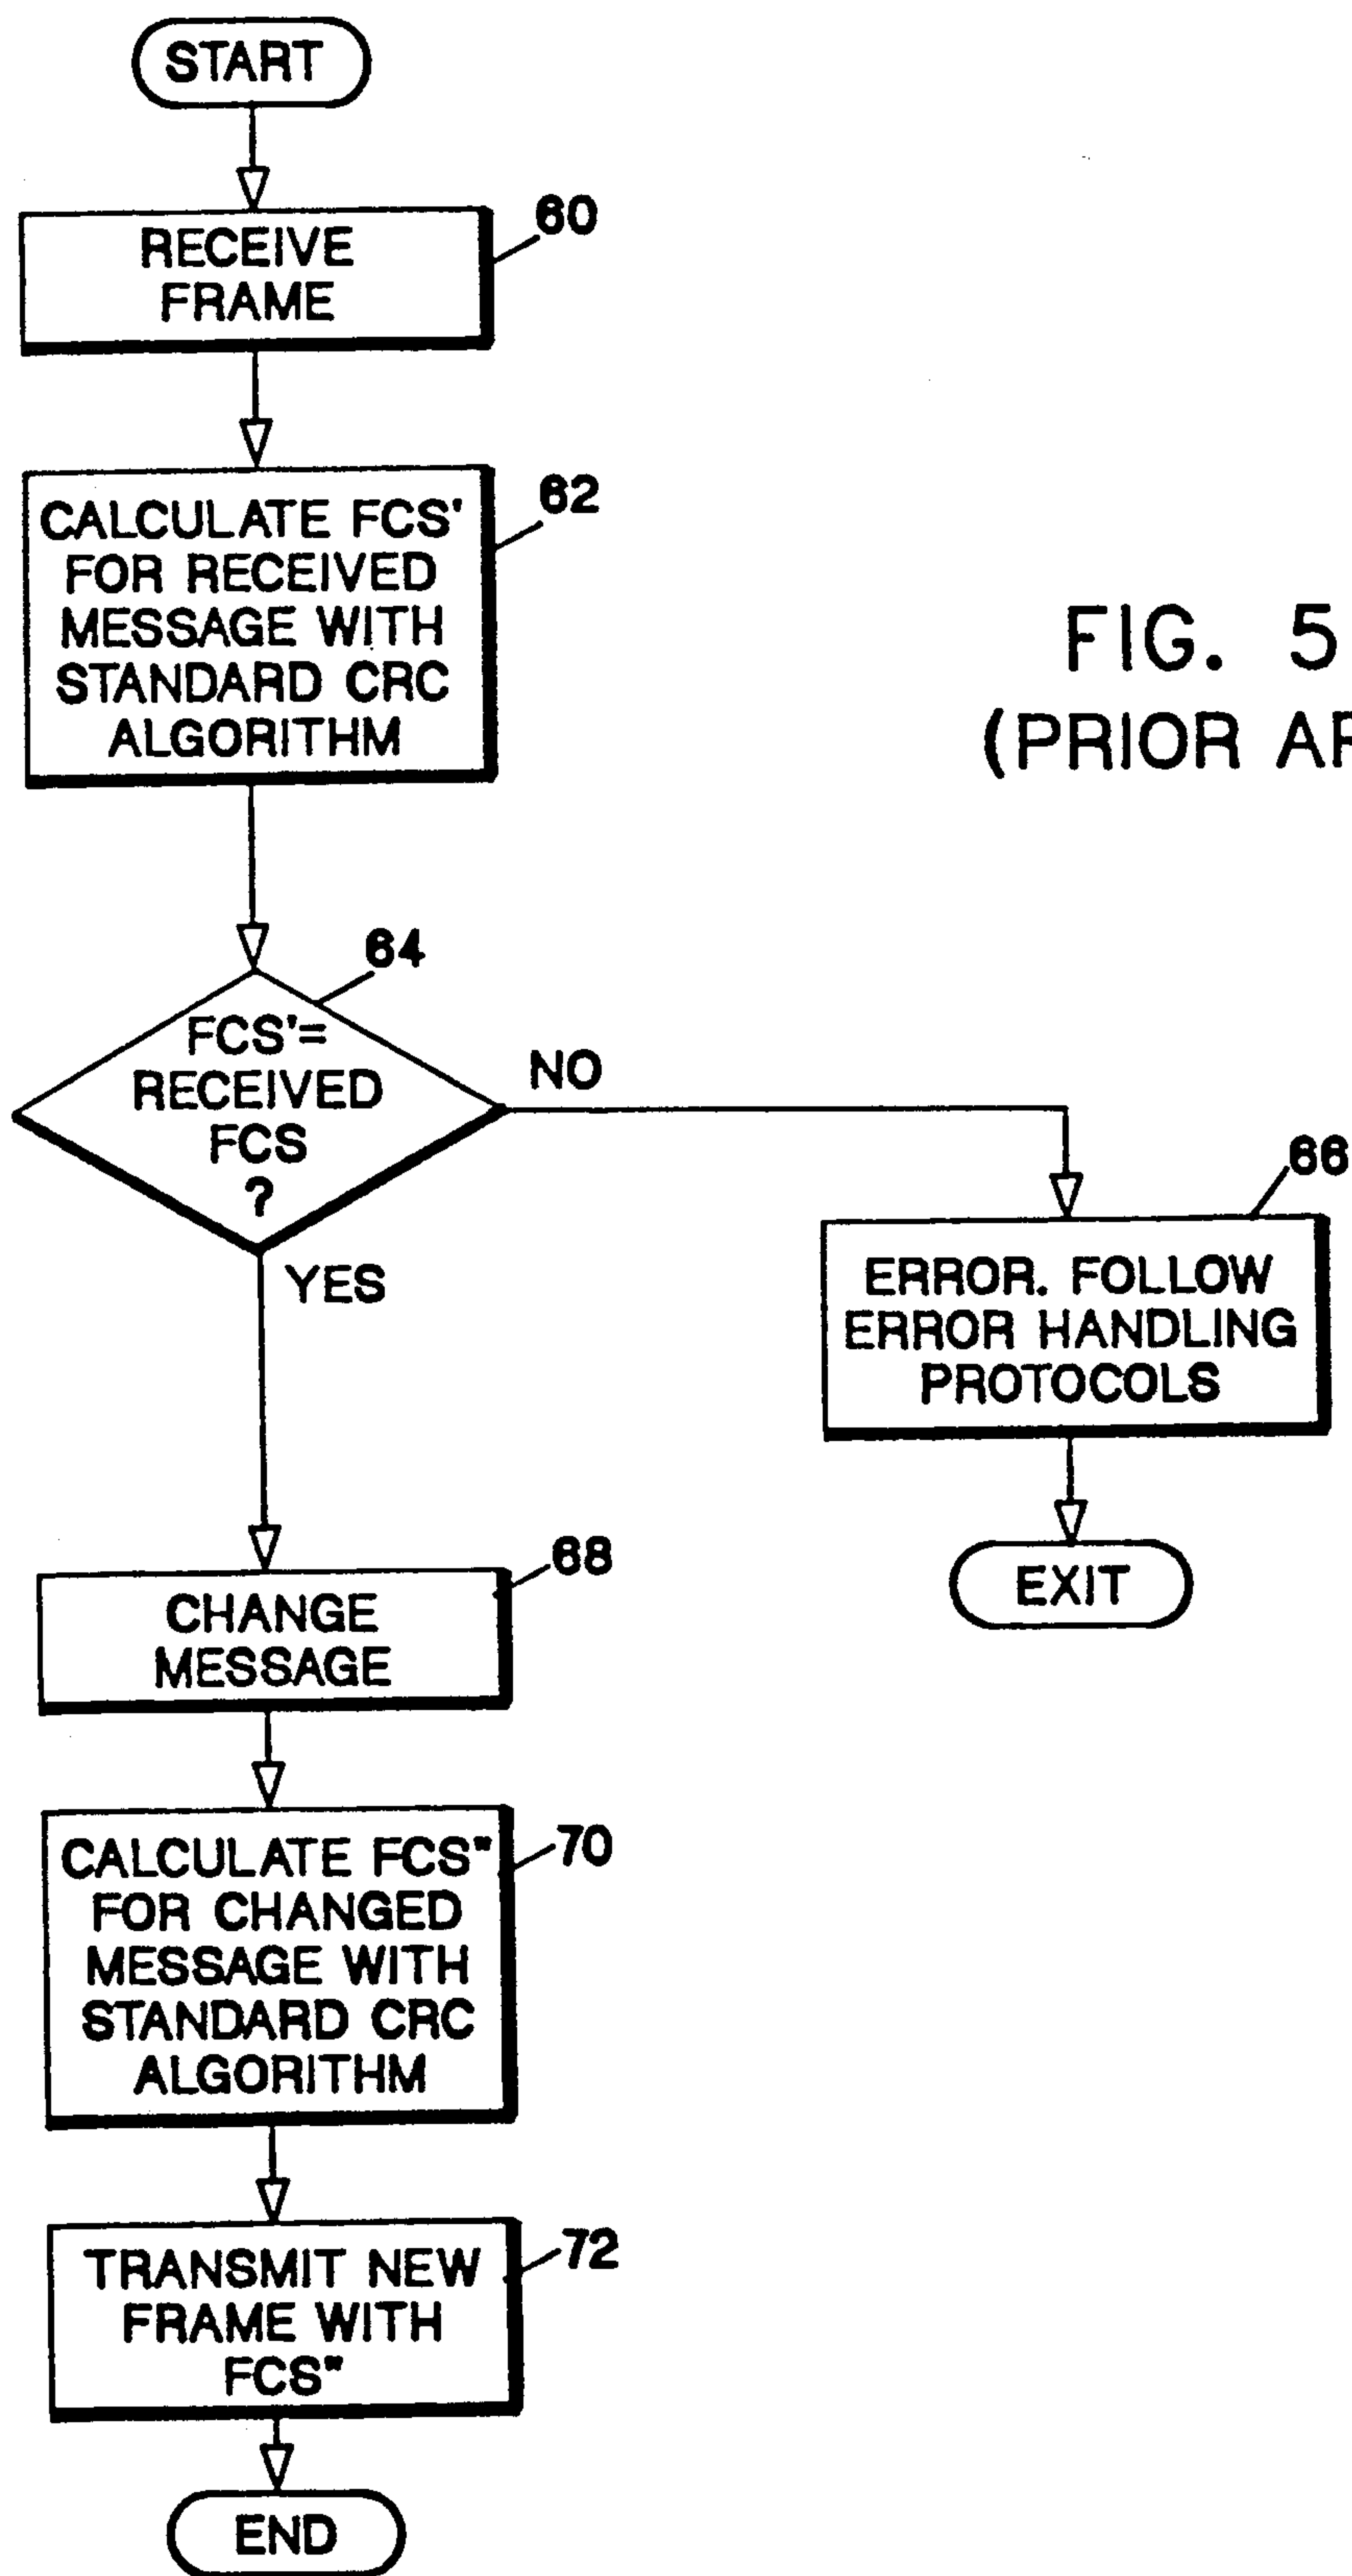 START
60
RECEIVE
FRAME
62
CALCULATE FCS'
FOR RECEIVED
MESSAGE WITH
STANDARD CRC
ALGORITHM
FIG. 5
(PRIOR AR
64
FCS'=
RECEIVED
FCS
?
NO
YES
66
ERROR. FOLLOW
ERROR HANDLING
PROTOCOLS
EXIT
68
CHANGE
MESSAGE
70
CALCULATE FCS"
FOR CHANGED
MESSAGE WITH
STANDARD CRC
ALGORITHM
72
TRANSMIT NEW
FRAME WITH
FCS"
END